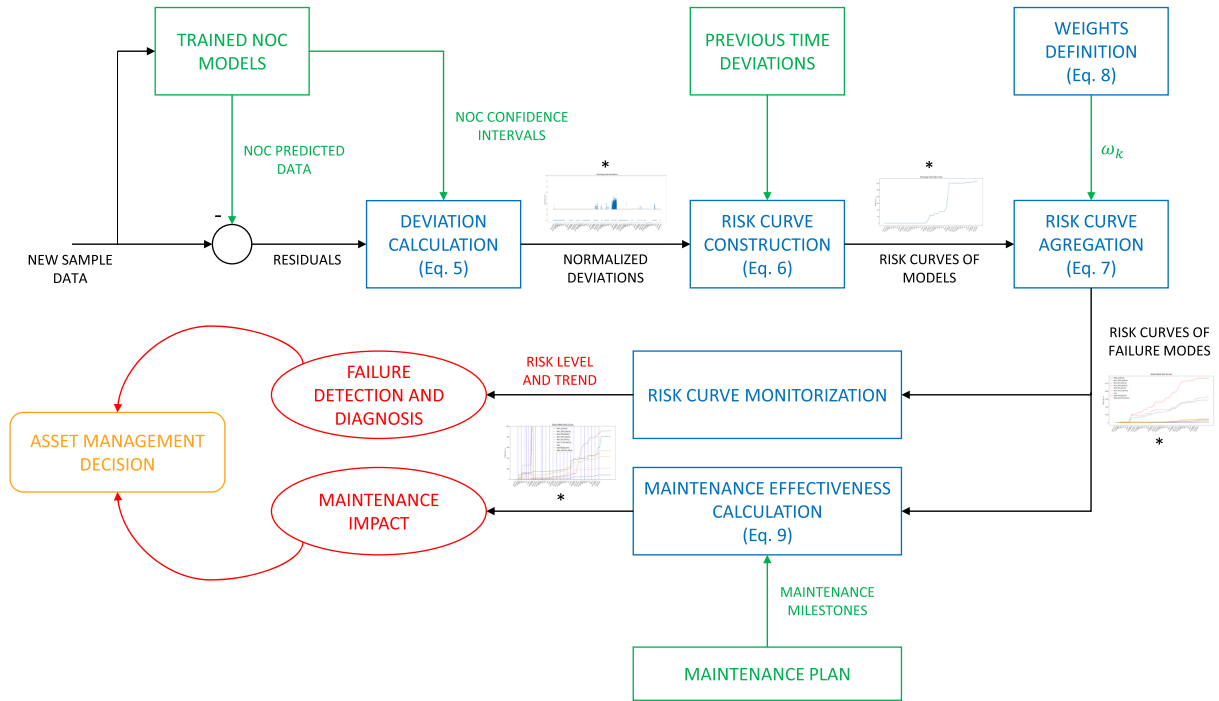 TRAINED NOC
MODELS
PREVIOUS TIME
DEVIATIONS
WEIGHTS
DEFINITION
(Eq. 8)
NOC CONFIDENCE
INTERVALS
NOC PREDICTED
DATA
*
*
ω_k
-
DEVIATION
CALCULATION
(Eq. 5)
RISK CURVE
CONSTRUCTION
(Eq. 6)
RISK CURVE
AGREGATION
(Eq. 7)
NEW SAMPLE
DATA
RESIDUALS
NORMALIZED
DEVIATIONS
RISK CURVES OF
MODELS
RISK CURVES OF
FAILURE MODES
*
FAILURE
DETECTION AND
DIAGNOSIS
RISK LEVEL
AND TREND
RISK CURVE MONITORIZATION
ASSET MANAGEMENT
DECISION
MAINTENANCE
IMPACT
*
MAINTENANCE EFFECTIVENESS
CALCULATION
(Eq. 9)
MAINTENANCE
MILESTONES
MAINTENANCE PLAN